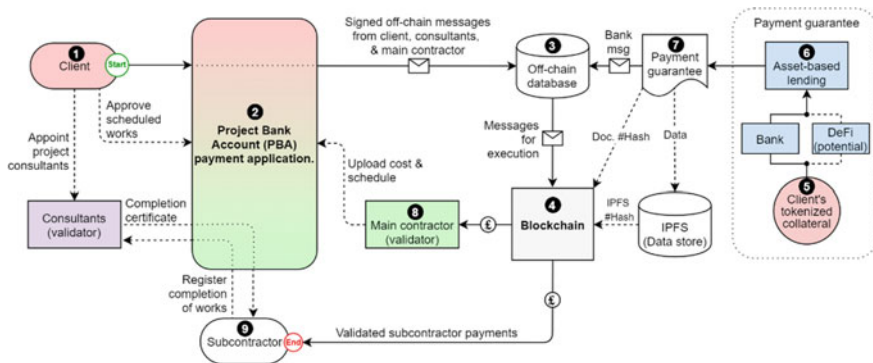 1
Client
Start
Approve
scheduled
works
Appoint
project
consultants
Consultants
(validator)
Completion
certificate
Register
completion
of works
2
Project Bank
Account (PBA)
payment application.
Signed off-chain messages
from client, consultants,
& main contractor
Upload cost &
schedule
8
Main contractor
(validator)
£
3
Off-chain
database
Messages
for
execution
4
Blockchain
£
Bank
msg
7
Payment
guarantee
Doc. #Hash
Data
IPFS
#Hash
IPFS
(Data store)
Payment guarantee
6
Asset-based
lending
Bank
DeFi
(potential)
5
Client's
tokenized
collateral
9
Subcontractor
End
Validated subcontractor payments